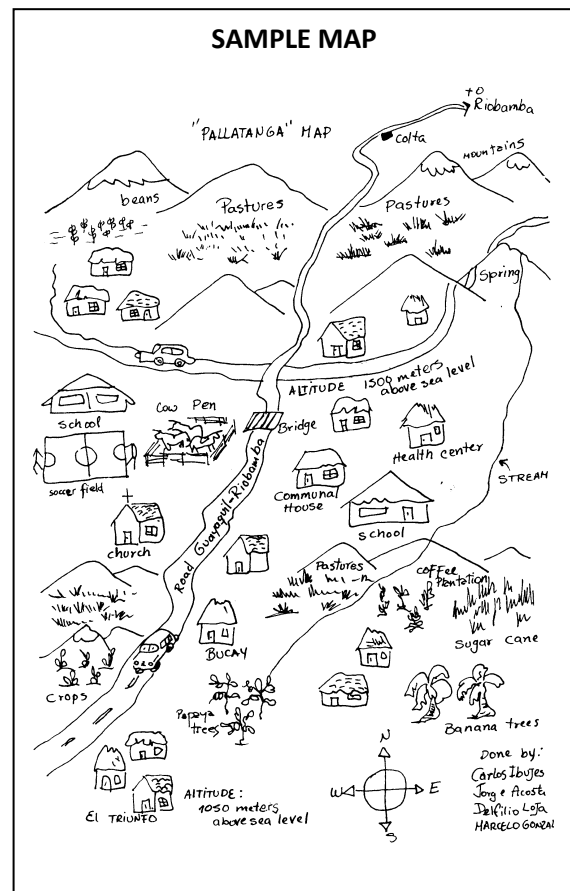 SAMPLE MAP
TO
Riobamba
"PALLATANGA" MAP
Colta
MOUNTAINS
beans
Pastures
Pastures
Spring
ALTITUDE 1500 meters
above sea level
School
Cow Pen
Bridge
Health center
soccer field
Communal
House
STREAM
Road Guayaquil-Riobamba
School
church
Pastures
coffee
Plantation
Sugar Cane
BUCAY
Crops
Papaya
trees
Banana trees
N
W
E
S
Done by:
Carlos Ibujes
Jorge Acosta
Delfilio Loja
MARCELO GONZAL
EL TRIUNFO
ALTITUDE:
1050 meters
above sea level